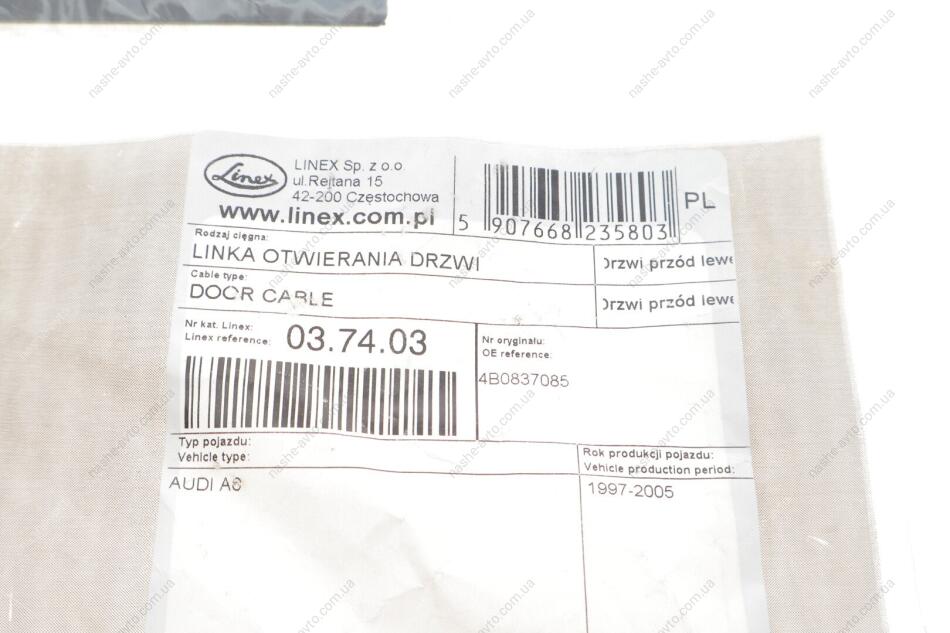 Linex
LINEX Sp. z o.o
ul.Rejtana 15
42-200 Częstochowa
www.linex.com.pl
5 907668 235803
PL
Rodzaj cięgna:
LINKA OTWIERANIA DRZWI
Drzwi przód lewe
Cable type:
DOOR CABLE
Drzwi przód lewe
Nr kat. Linex:
Linex reference:
03.74.03
Nr oryginału:
OE reference:
4B0837085
Typ pojazdu:
Vehicle type:
Rok produkcji pojazdu:
Vehicle production period:
AUDI A6
1997-2005
nashe-avto.com.ua